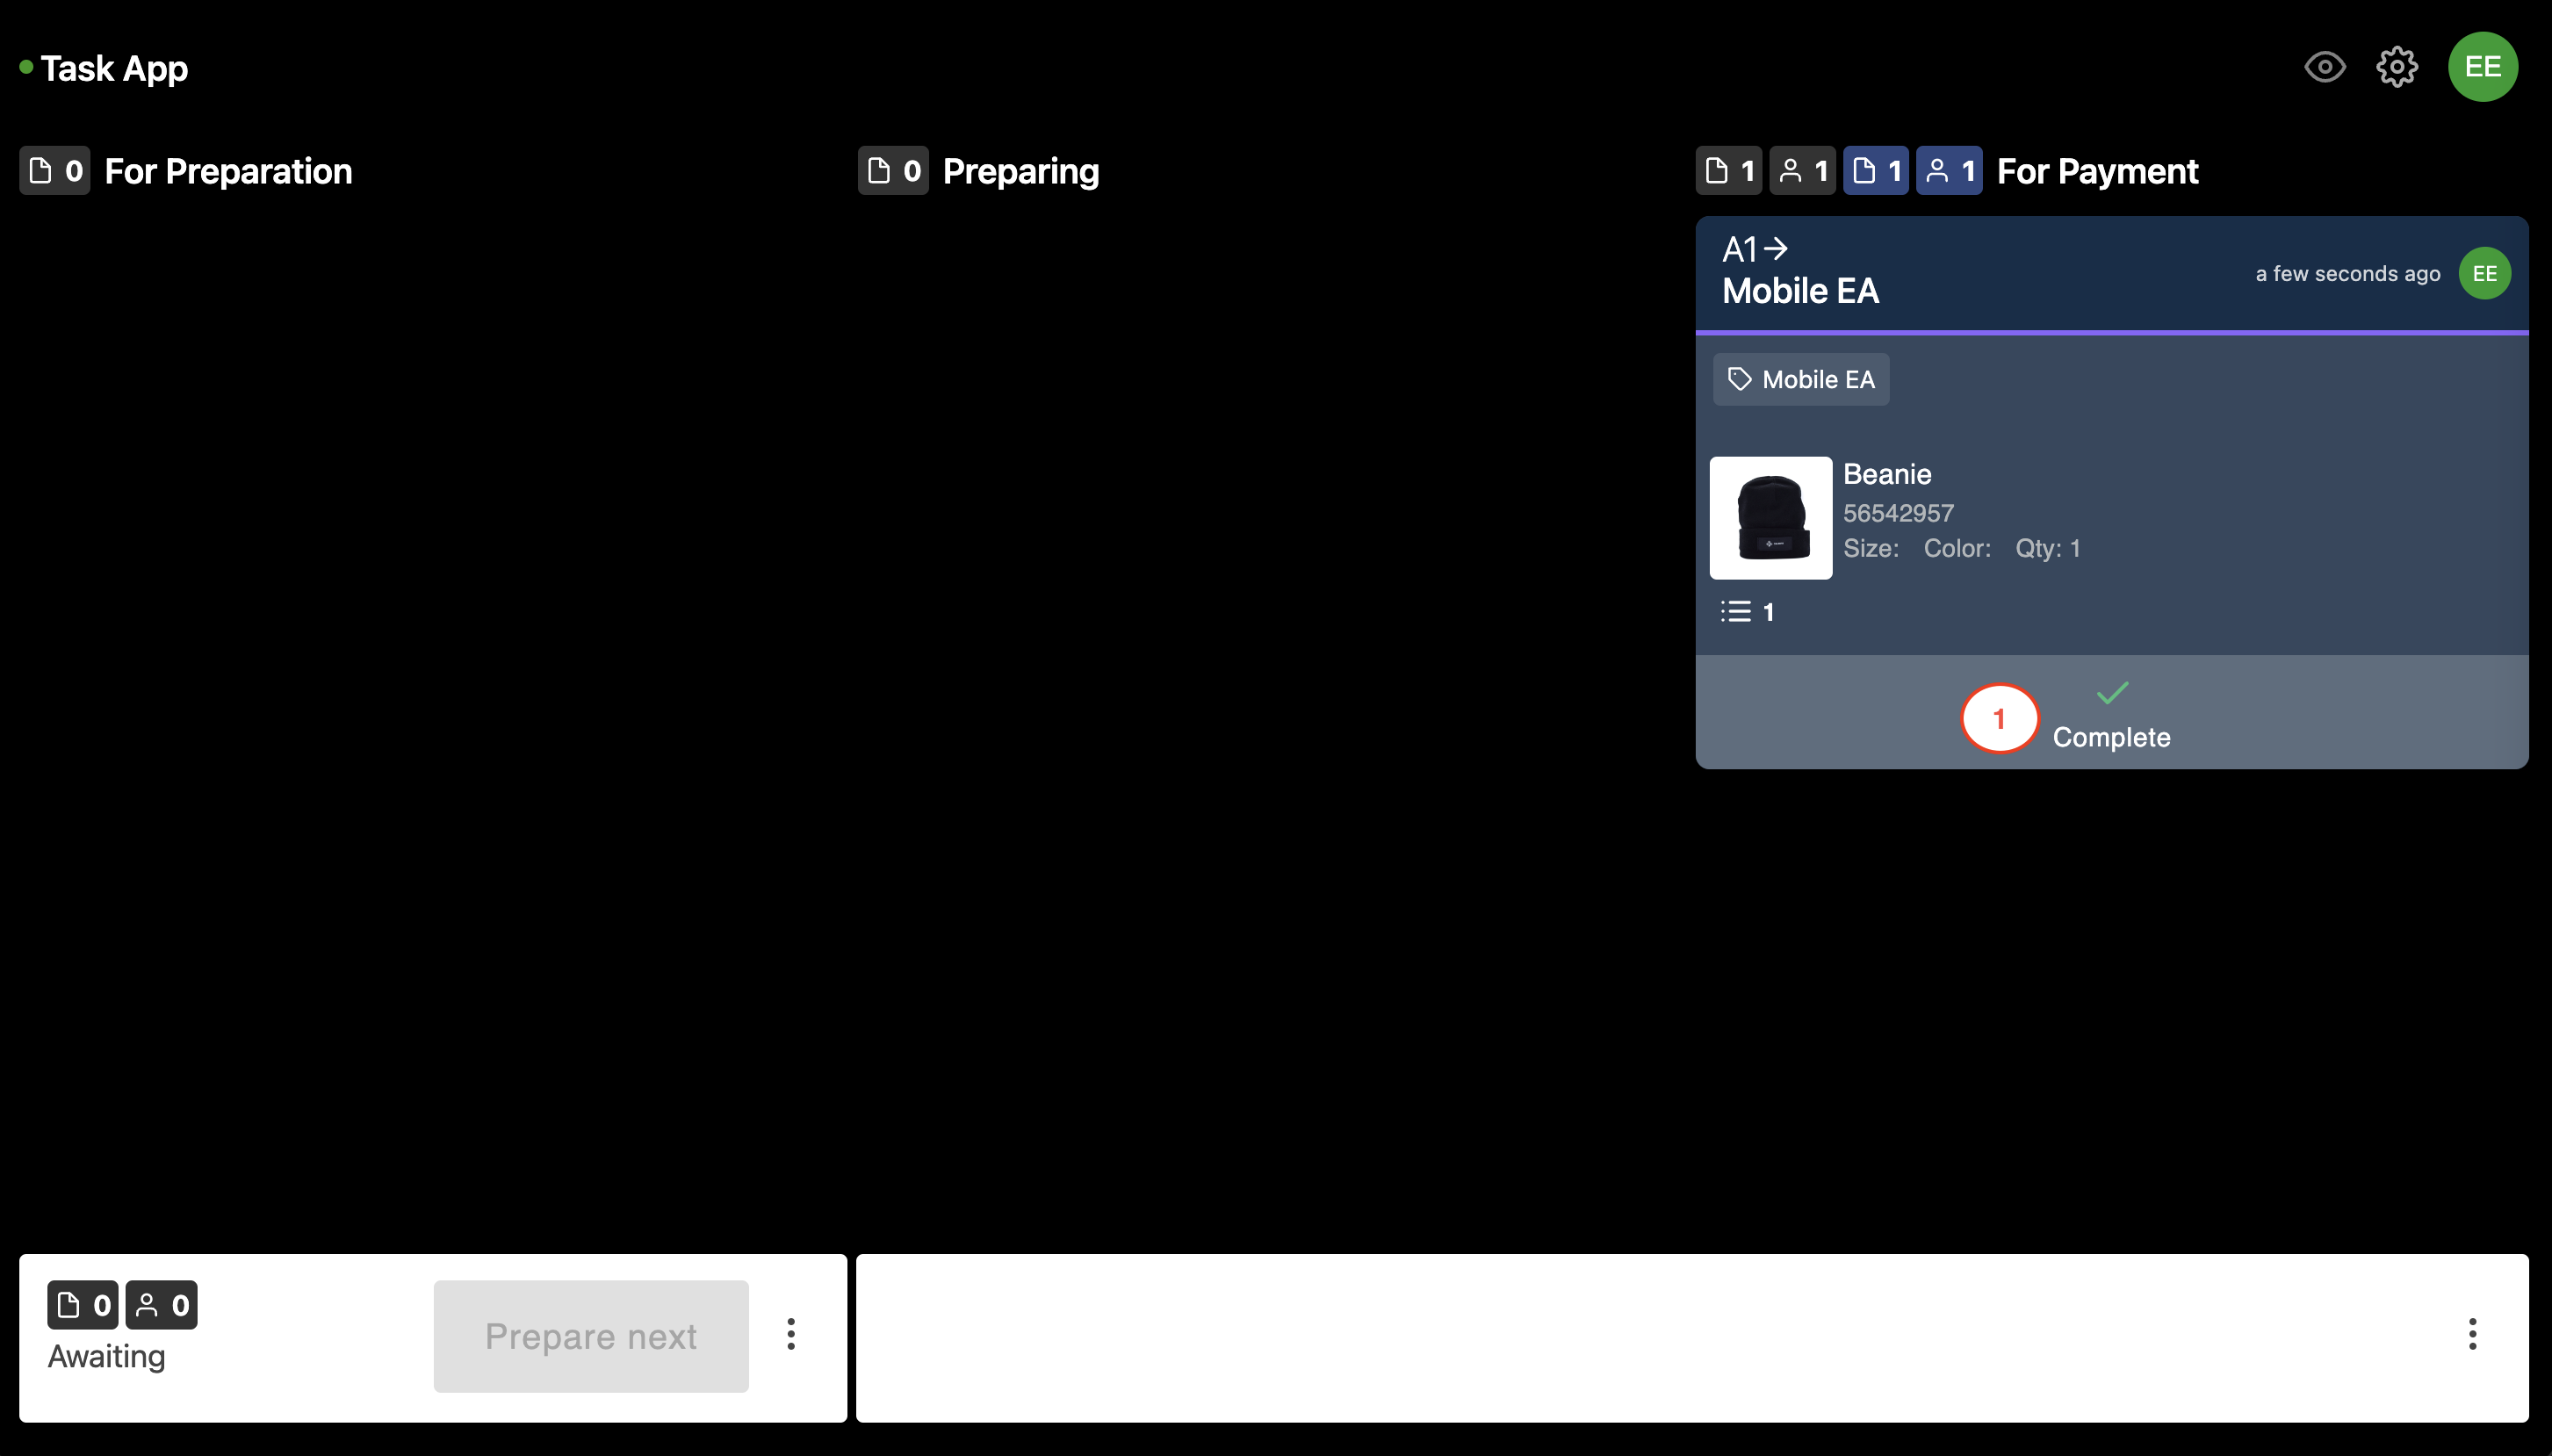 Task App
EE
0 For Preparation
0 Preparing
1 1 1 1 For Payment
A1→
Mobile EA
a few seconds ago EE
Mobile EA
Beanie
56542957
Size: Color: Qty: 1
1
1
Complete
0 0
Awaiting
Prepare next